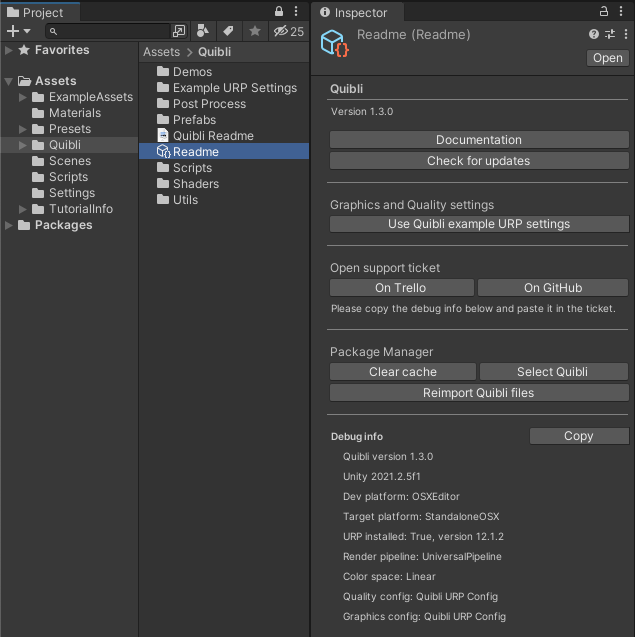 Project
25
Favorites
Assets
ExampleAssets
Materials
Presets
Quibli
Scenes
Scripts
Settings
TutorialInfo
Packages
Assets > Quibli
Demos
Example URP Settings
Post Process
Prefabs
Quibli Readme
Readme
Scripts
Shaders
Utils
Inspector
Readme (Readme)
Open
Quibli
Version 1.3.0
Documentation
Check for updates
Graphics and Quality settings
Use Quibli example URP settings
Open support ticket
On Trello On GitHub
Please copy the debug info below and paste it in the ticket.
Package Manager
Clear cache Select Quibli
Reimport Quibli files
Debug info Copy
Quibli version 1.3.0
Unity 2021.2.5f1
Dev platform: OSXEditor
Target platform: StandaloneOSX
URP installed: True, version 12.1.2
Render pipeline: UniversalPipeline
Color space: Linear
Quality config: Quibli URP Config
Graphics config: Quibli URP Config